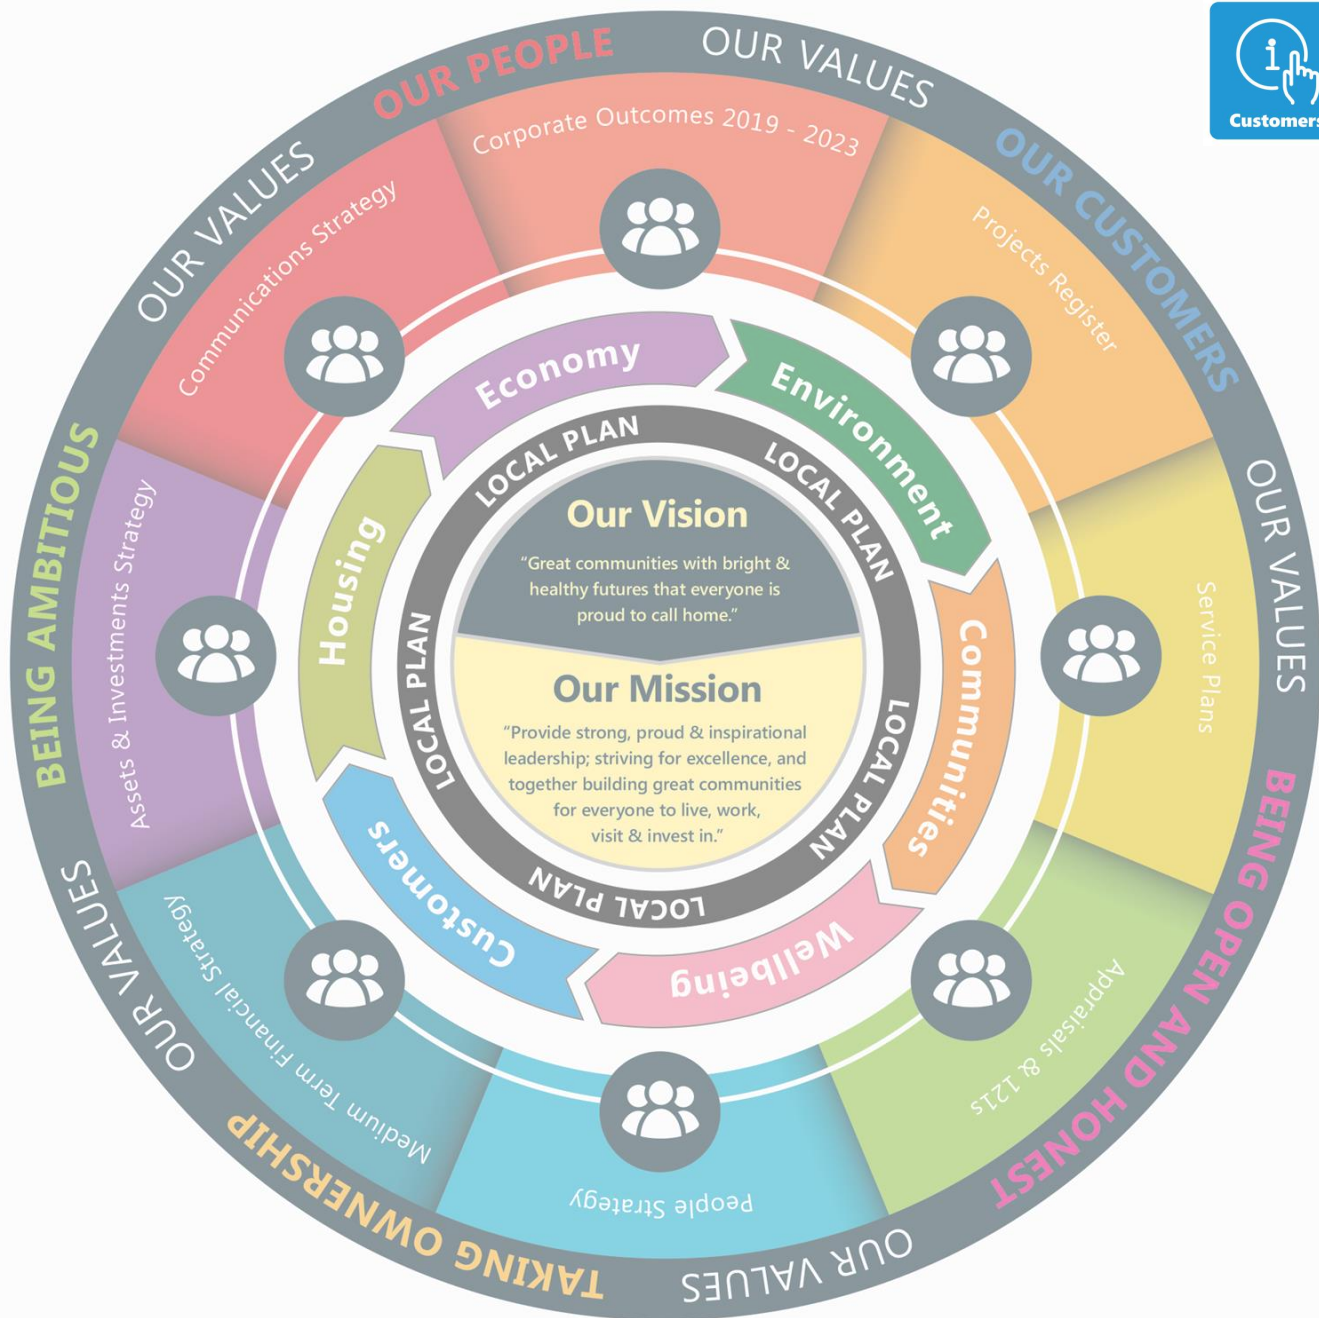 OUR PEOPLE
OUR VALUES
OUR CUSTOMERS
OUR VALUES
BEING OPEN AND HONEST
OUR VALUES
TAKING OWNERSHIP
OUR VALUES
BEING AMBITIOUS
OUR VALUES
i
Customers
Corporate Outcomes 2019 - 2023
Projects Register
Service Plans
Appraisals & 121s
People Strategy
Medium Term Financial Strategy
Assets & Investments Strategy
Communications Strategy
Economy
Environment
Communities
Wellbeing
Customers
Housing
LOCAL PLAN
LOCAL PLAN
LOCAL PLAN
LOCAL PLAN
LOCAL PLAN
Our Vision
“Great communities with bright &
healthy futures that everyone is
proud to call home.”
Our Mission
“Provide strong, proud & inspirational
leadership; striving for excellence, and
together building great communities
for everyone to live, work,
visit & invest in.”